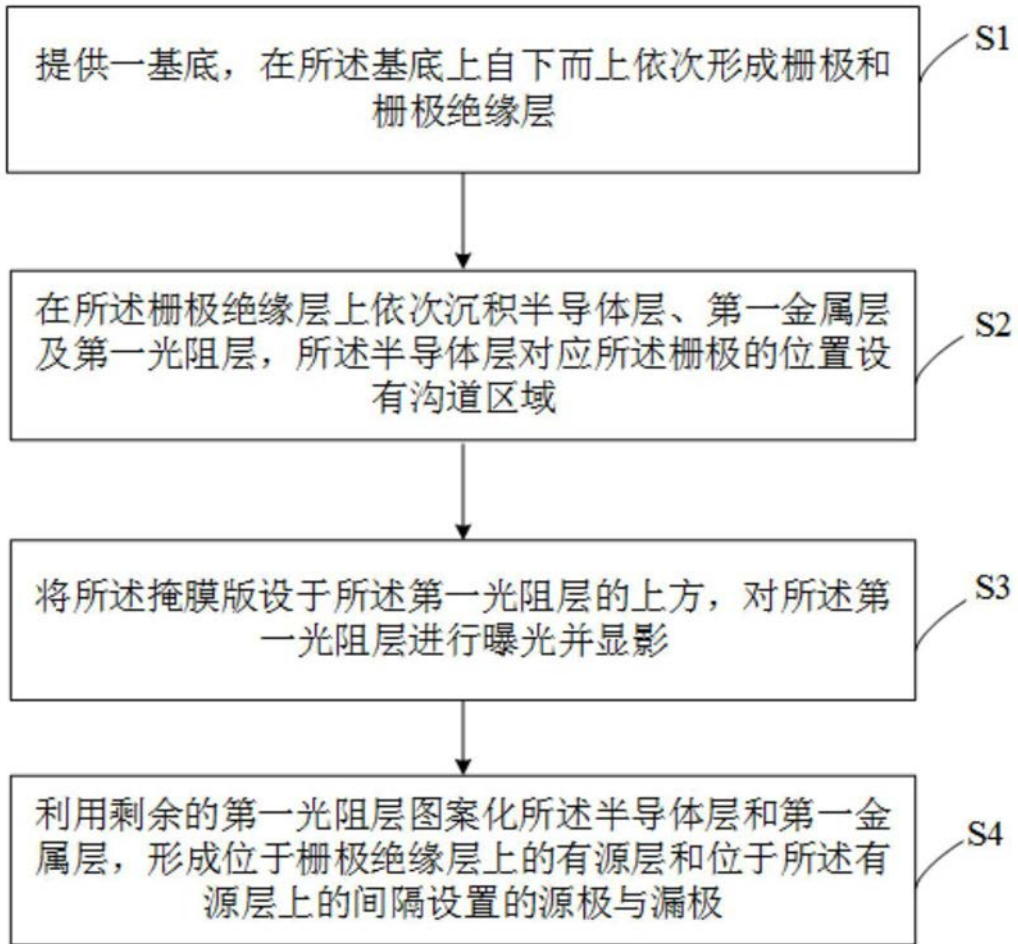 提供一基底，在所述基底上自下而上依次形成栅极和
栅极绝缘层
S1
在所述栅极绝缘层上依次沉积半导体层、第一金属层
及第一光阻层，所述半导体层对应所述栅极的位置设
有沟道区域
S2
将所述掩膜版设于所述第一光阻层的上方，对所述第
一光阻层进行曝光并显影
S3
利用剩余的第一光阻层图案化所述半导体层和第一金
属层，形成位于栅极绝缘层上的有源层和位于所述有
源层上的间隔设置的源极与漏极
S4